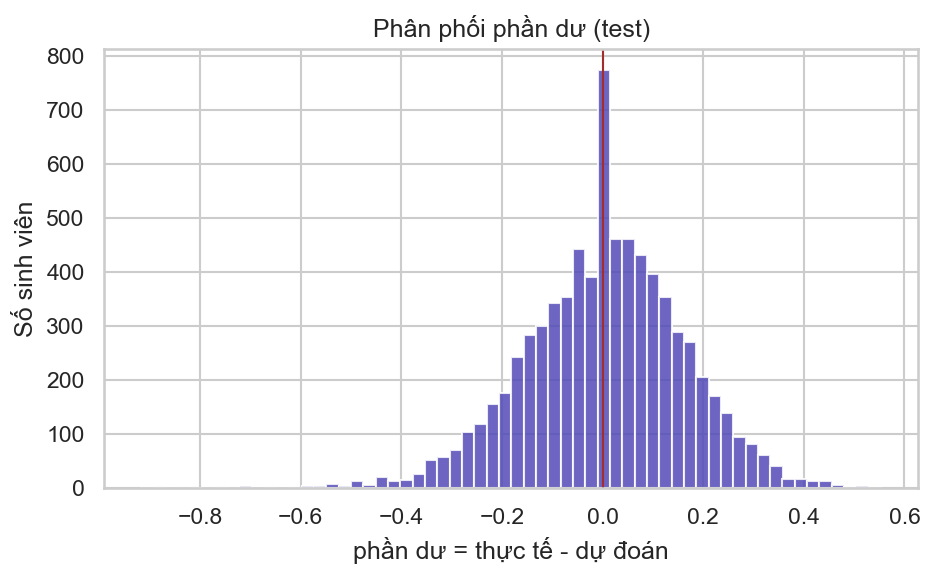 Phân phối phần dư (test)
Số sinh viên
800
700
600
500
400
300
200
100
0
−0.8 −0.6 −0.4 −0.2 0.0 0.2 0.4 0.6
phần dư = thực tế - dự đoán